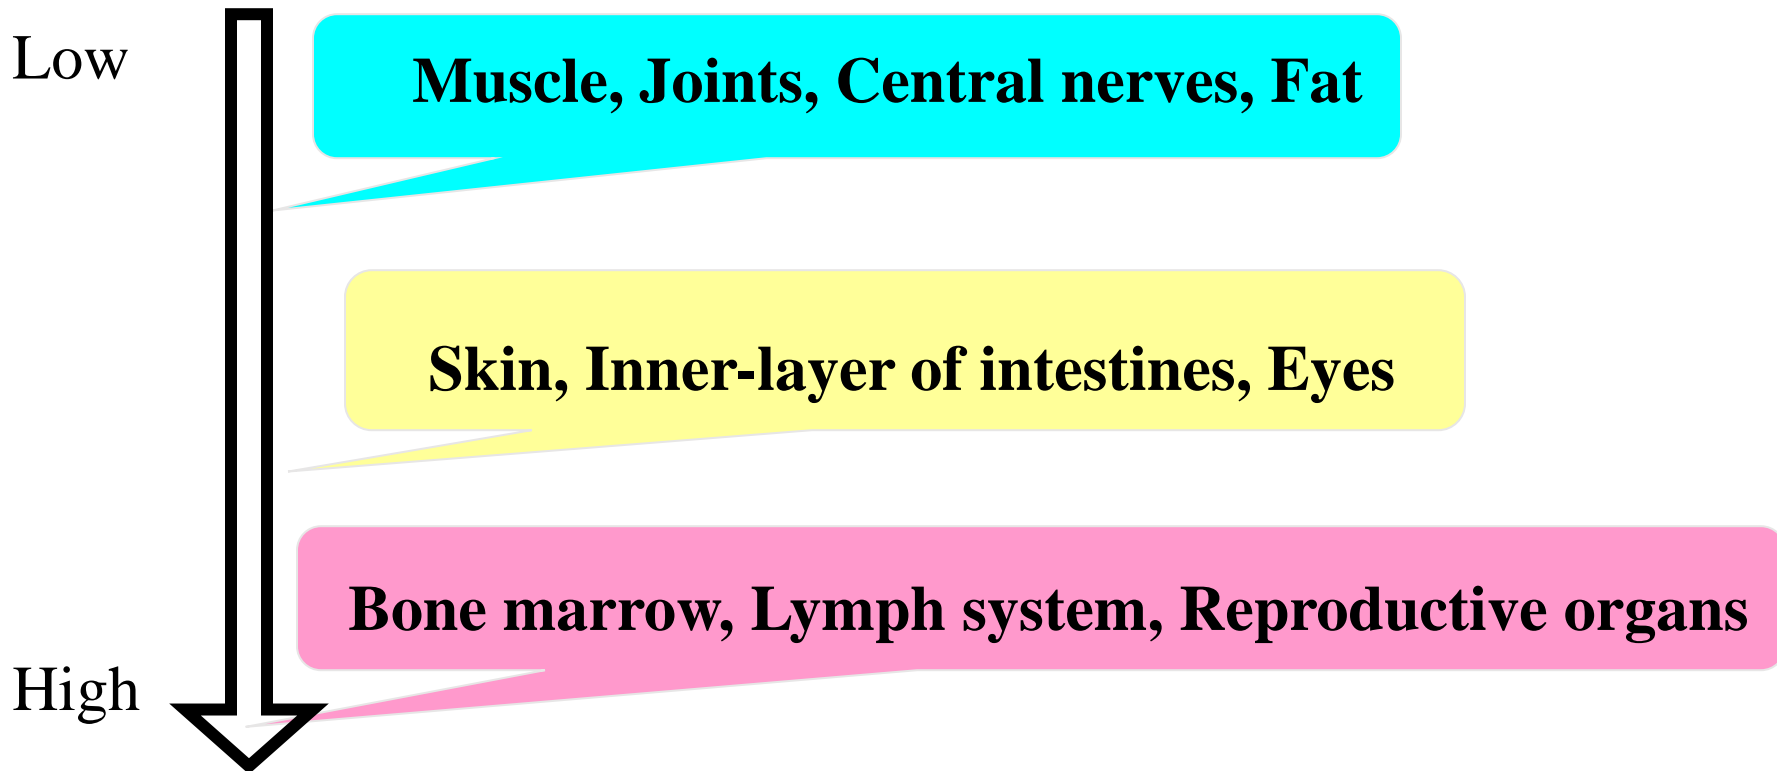 Low
Muscle, Joints, Central nerves, Fat
Skin, Inner-layer of intestines, Eyes
Bone marrow, Lymph system, Reproductive organs
High